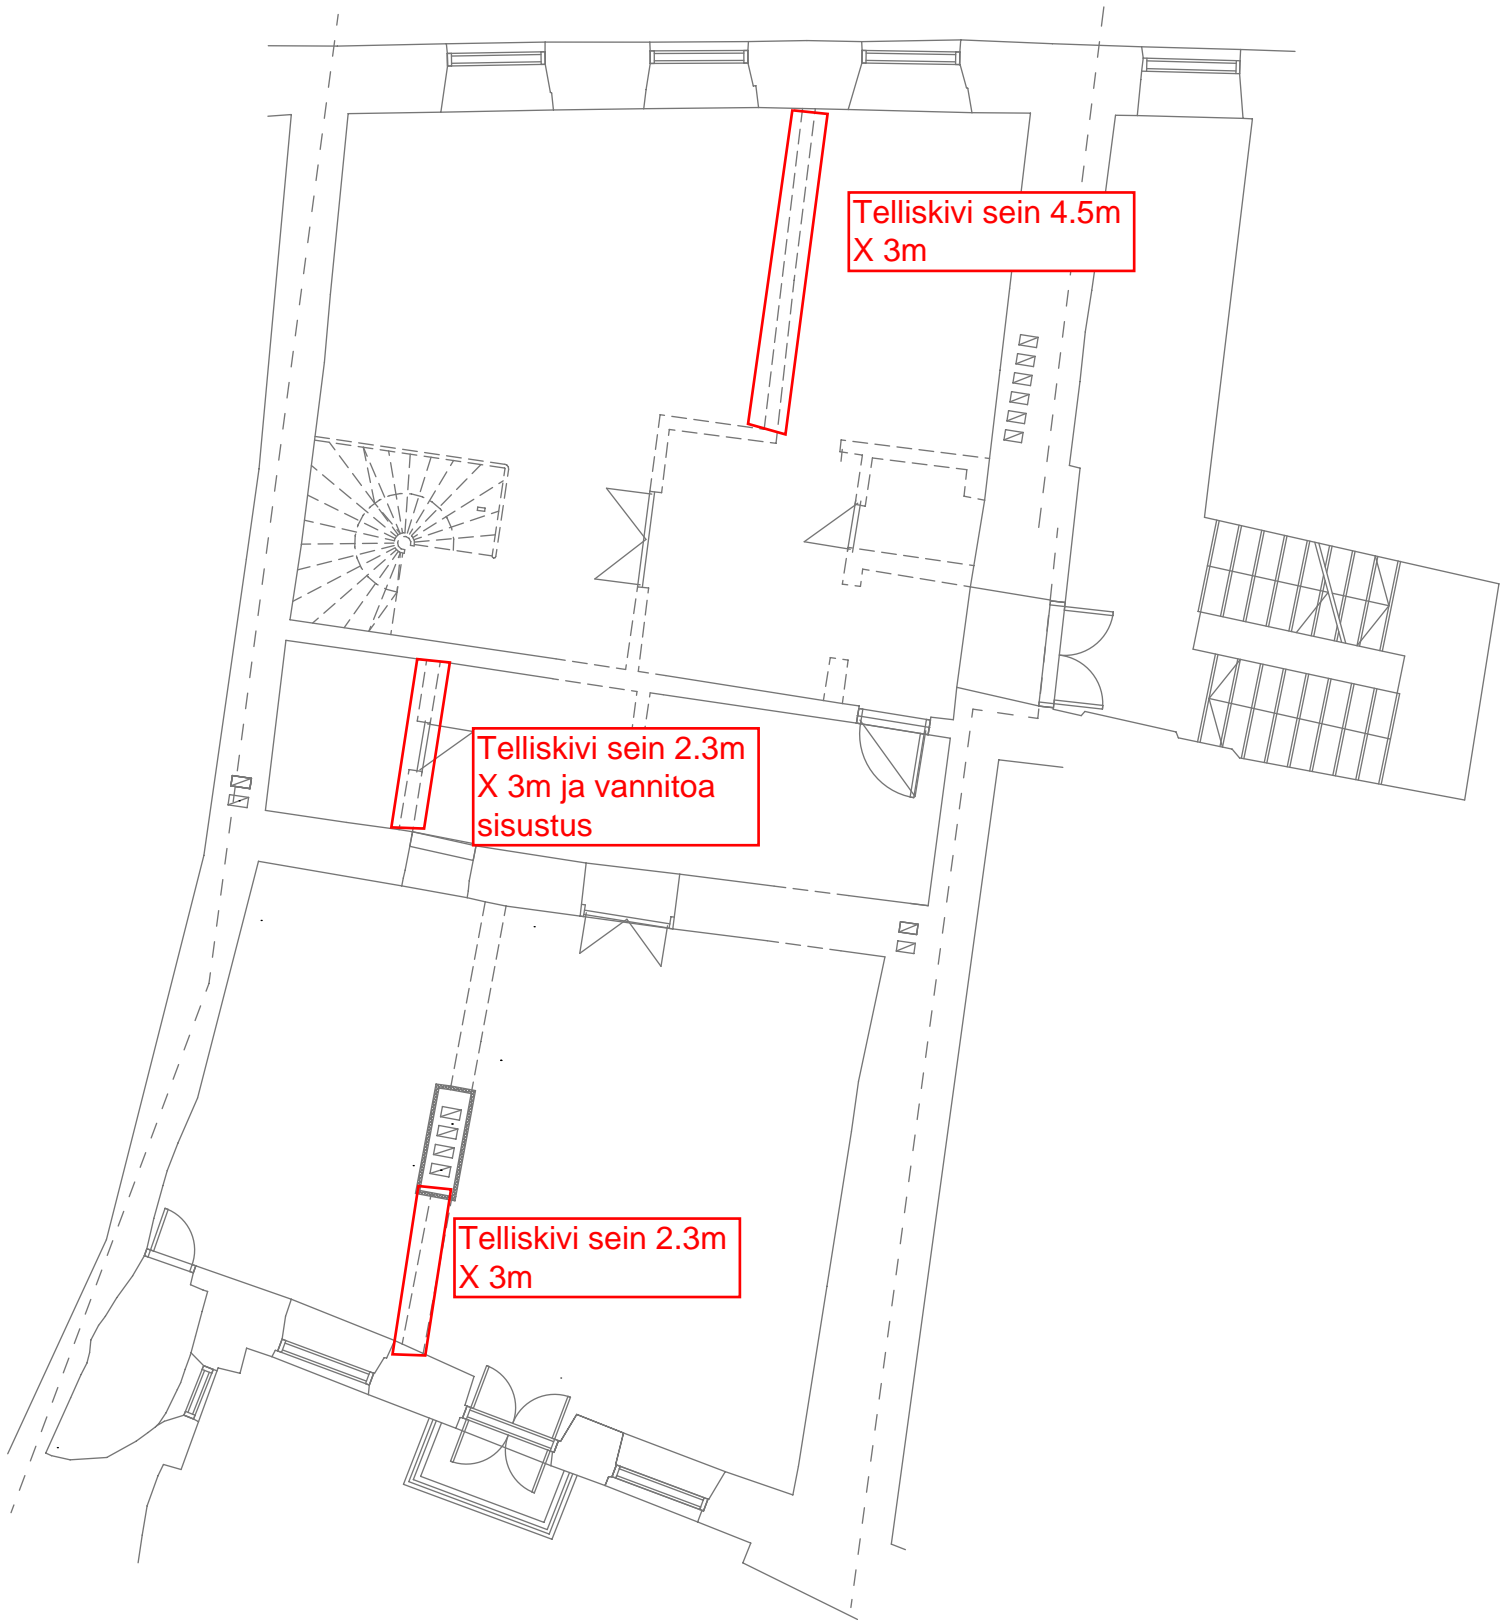 Telliskivi sein 4.5m
X 3m
Telliskivi sein 2.3m
X 3m ja vannitoa
sisustus
Telliskivi sein 2.3m
X 3m